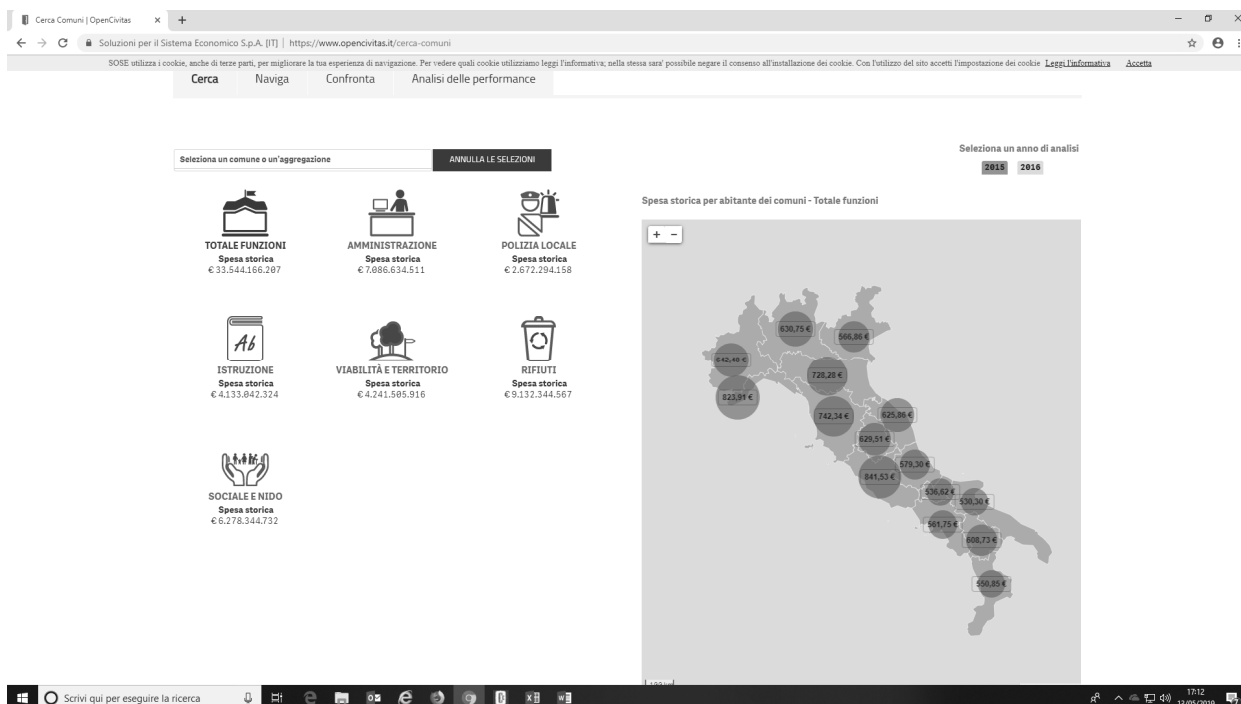 Cerca Comuni | OpenCivitas
Soluzioni per il Sistema Economico S.p.A. [IT] | https://www.opencivitas.it/cerca-comuni
SOSE utilizza i cookie, anche di terze parti, per migliorare la tua esperienza di navigazione. Per vedere quali cookie utilizziamo leggi l'informativa; nella stessa sara' possibile negare il consenso all'installazione dei cookie. Con l'utilizzo del sito accetti l'impostazione dei cookie Leggi l'informativa Accetta
Cerca Naviga Confronta Analisi delle performance
Seleziona un comune o un'aggregazione
ANNULLA LE SELEZIONI
Seleziona un anno di analisi
2015 2016
TOTALE FUNZIONI
Spesa storica
€ 33.544.166.207
AMMINISTRAZIONE
Spesa storica
€ 7.086.634.511
POLIZIA LOCALE
Spesa storica
€ 2.672.294.158
Ab
ISTRUZIONE
Spesa storica
€ 4.133.042.324
VIABILITÀ E TERRITORIO
Spesa storica
€ 4.241.505.916
RIFIUTI
Spesa storica
€ 9.132.344.567
SOCIALE E NIDO
Spesa storica
€ 6.278.344.732
Spesa storica per abitante dei comuni - Totale funzioni
+ -
630,75 €
566,86 €
728,28 €
823,91 €
742,34 €
625,86 €
629,51 €
579,30 €
841,53 €
536,62 €
530,30 €
561,75 €
608,73 €
550,85 €
Scrivi qui per eseguire la ricerca
17:12
13/05/2019